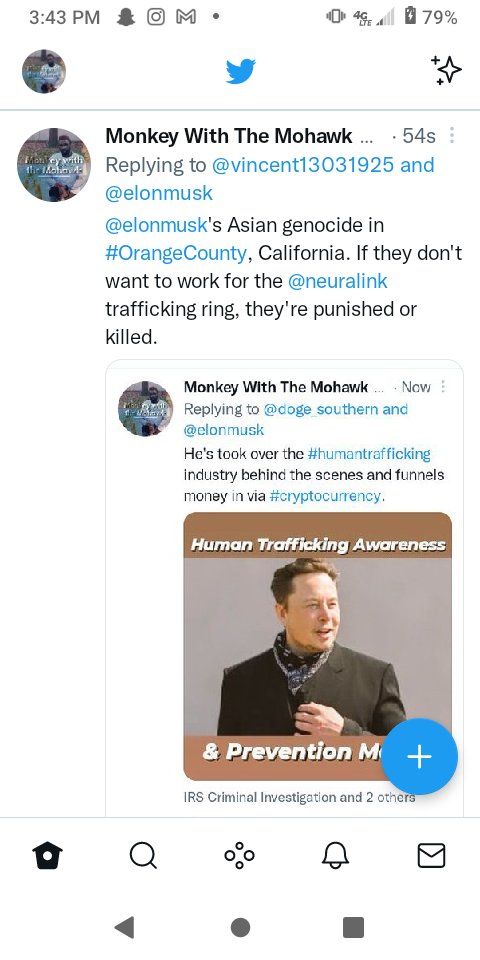 3:43 PM 4G LTE 79%
Monkey With The Mohawk ... · 54s
Replying to @vincent13031925 and
@elonmusk
@elonmusk's Asian genocide in
#OrangeCounty, California. If they don't
want to work for the @neuralink
trafficking ring, they're punished or
killed.
Monkey With The Mohawk ... · Now
Replying to @doge_southern and
@elonmusk
He's took over the #humantrafficking
industry behind the scenes and funnels
money in via #cryptocurrency.
Human Trafficking Awareness
& Prevention
IRS Criminal Investigation and 2 others